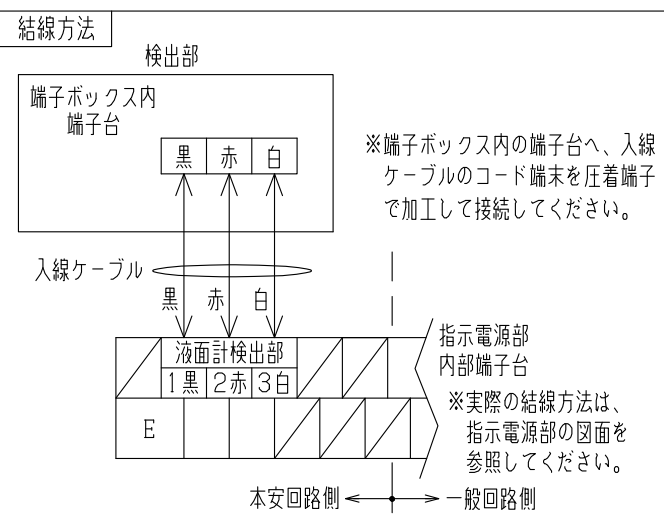 結線方法
検出部
端子ボックス内
端子台
黒 赤 白
※端子ボックス内の端子台へ、入線
ケーブルのコード端末を圧着端子
で加工して接続してください。
入線ケーブル
黒 赤 白
液面計検出部
1黒 2赤 3白
E
指示電源部
内部端子台
※実際の結線方法は、
指示電源部の図面を
参照してください。
本安回路側 一般回路側